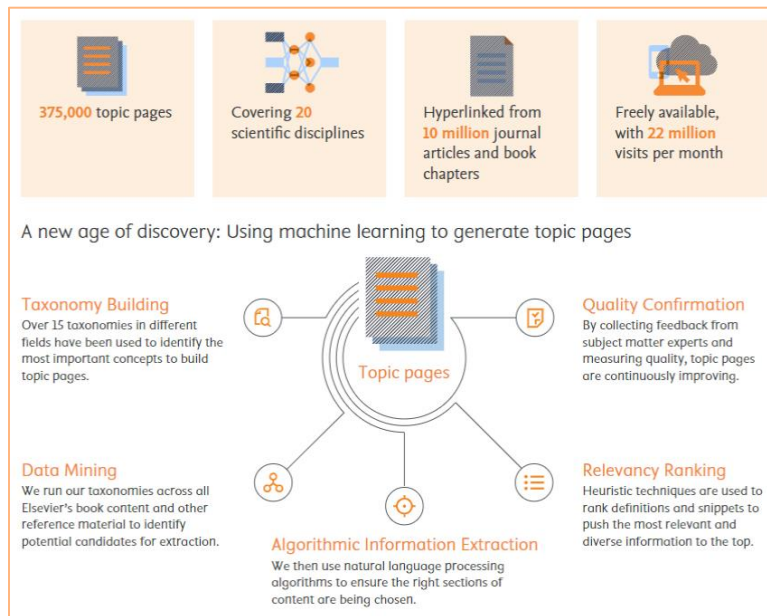 375,000 topic pages
Covering 20
scientific disciplines
Hyperlinked from
10 million journal
articles and book
chapters
Freely available,
with 22 million
visits per month
A new age of discovery: Using machine learning to generate topic pages
Taxonomy Building
Over 15 taxonomies in different
fields have been used to identify the
most important concepts to build
topic pages.
Topic pages
Quality Confirmation
By collecting feedback from
subject matter experts and
measuring quality, topic pages
are continuously improving.
Data Mining
We run our taxonomies across all
Elsevier's book content and other
reference material to identify
potential candidates for extraction.
Algorithmic Information Extraction
We then use natural language processing
algorithms to ensure the right sections of
content are being chosen.
Relevancy Ranking
Heuristic techniques are used to
rank definitions and snippets to
push the most relevant and
diverse information to the top.